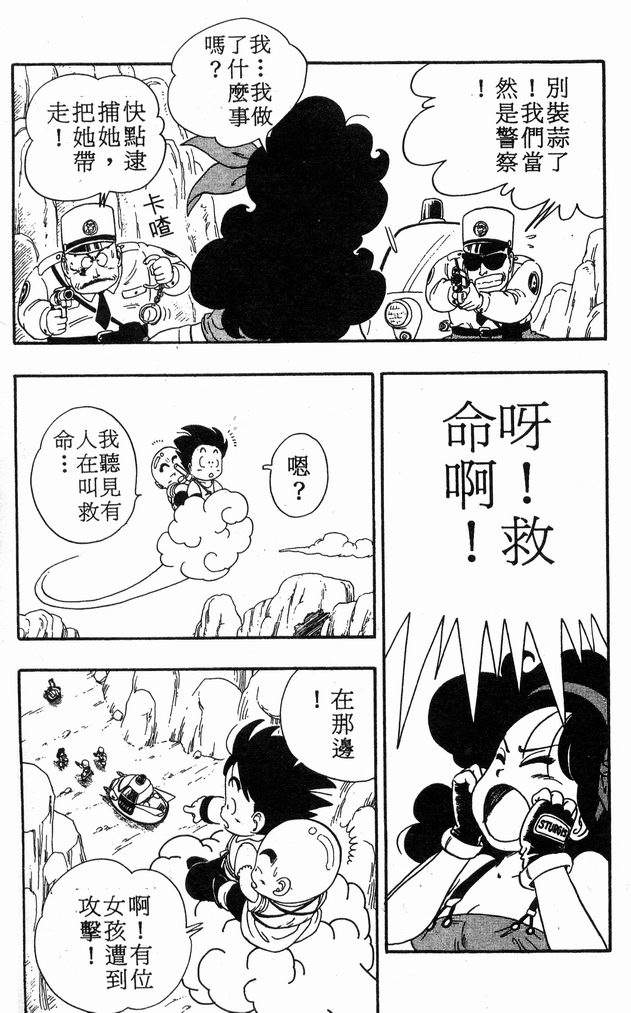 別裝蒜了
！我們當
然是警察
！
我…我做
了什麼事
嗎？
快點逮
捕她，
把她帶
走！
卡
喳
呀！救
命啊！
STURM
嗯？
我聽見有
人在叫救
命…
在那邊
！
啊！有位
女孩遭到
攻擊！